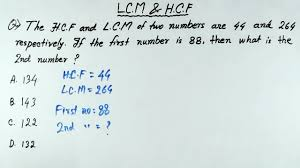 L.C.M & H.C.F
Q) The H.C.F and L.C.M of two numbers are 44 and 264
respectively. If the first number is 88, then what is the
2nd number ?
A. 134 H.C.F = 44
L.C.M = 264
B. 143 First no: 88
C. 122 2nd " = ?
D. 132